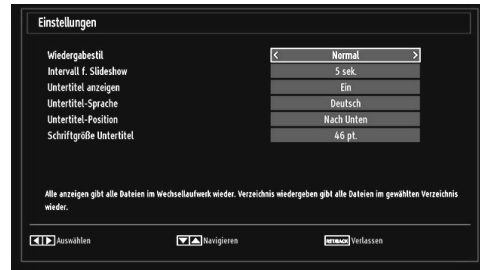 Einstellungen
Wiedergabestil < Normal >
Intervall f. Slideshow 5 sek.
Untertitel anzeigen Ein
Untertitel-Sprache Deutsch
Untertitel-Position Nach Unten
Schriftgröße Untertitel 46 pt.
Alle anzeigen gibt alle Dateien im Wechsellaufwerk wieder. Verzeichnis wiedergeben gibt alle Dateien im gewählten Verzeichnis
wieder.
Auswählen Navigieren RET/BACK Verlassen